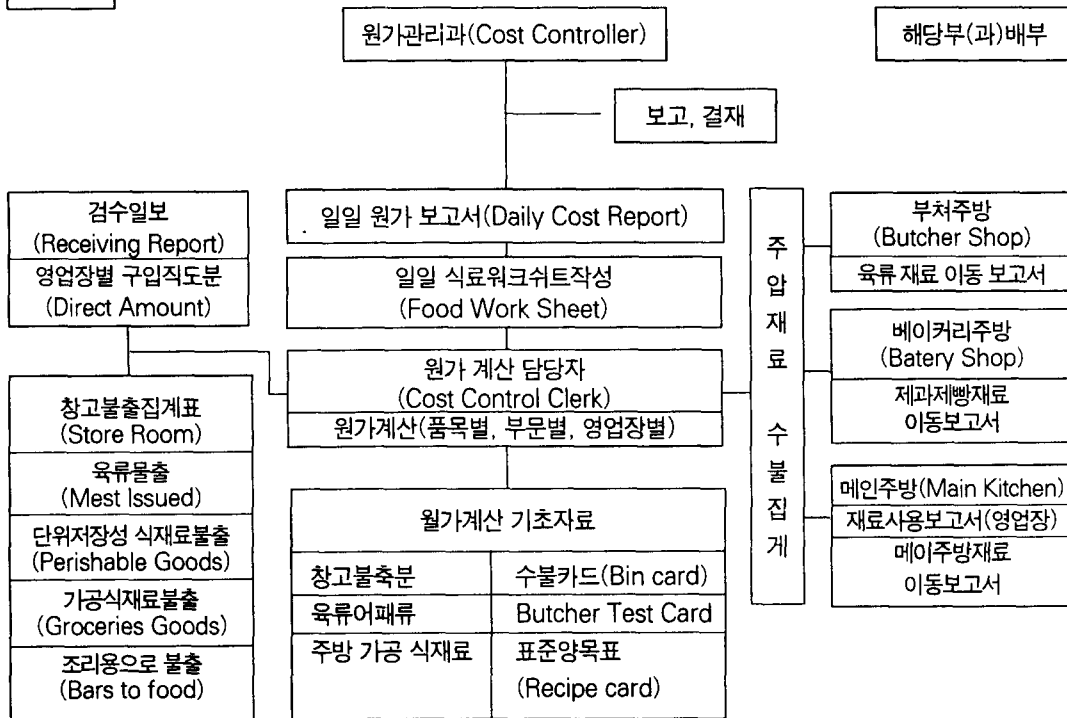 원가관리과(Cost Controller)
해당부(과)배부
보고, 결재
검수일보
(Receiving Report)
영업장별 구입직도분
(Direct Amount)
창고불출집계표
(Store Room)
육류물출
(Mest Issued)
단위저장성 식재료불출
(Perishable Goods)
가공식재료불출
(Groceries Goods)
조리용으로 불출
(Bars to food)
일일 원가 보고서(Daily Cost Report)
일일 식료워크쉬트작성
(Food Work Sheet)
원가 계산 담당자
(Cost Control Clerk)
원가계산(품목별, 부문별, 영업장별)
월가계산 기초자료
창고불축분 수불카드(Bin card)
육류어패류 Butcher Test Card
주방 가공 식재료 표준양목표
(Recipe card)
주
압
재
료
수
불
집
게
부쳐주방
(Butcher Shop)
육류 재료 이동 보고서
베이커리주방
(Batery Shop)
제과제빵재료
이동보고서
메인주방(Main Kitchen)
재료사용보고서(영업장)
메이주방재료
이동보고서